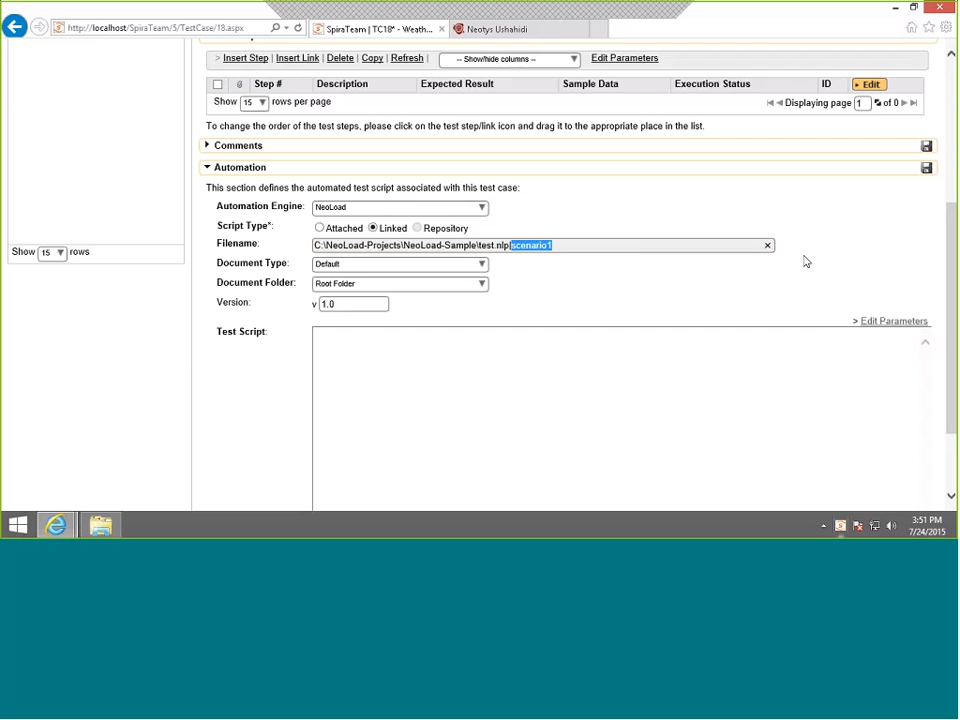 http://localhost/SpiraTeam/5/TestCase/18.aspx
SpiraTeam | TC18* - Weath...
Neotys Ushahidi
> Insert Step | Insert Link | Delete | Copy | Refresh
-- Show/hide columns --
Edit Parameters
Step #
Description
Expected Result
Sample Data
Execution Status
ID
Edit
Show 15 rows per page
Displaying page 1 of 0
To change the order of the test steps, please click on the test step/link icon and drag it to the appropriate place in the list.
Comments
Automation
This section defines the automated test script associated with this test case:
Automation Engine: NeoLoad
Script Type*: Attached Linked Repository
Filename: C:\NeoLoad-Projects\NeoLoad-Sample\test.nlp|scenario1
Show 15 rows
Document Type: Default
Document Folder: Root Folder
Version: v 1.0
> Edit Parameters
Test Script:
3:51 PM
7/24/2015